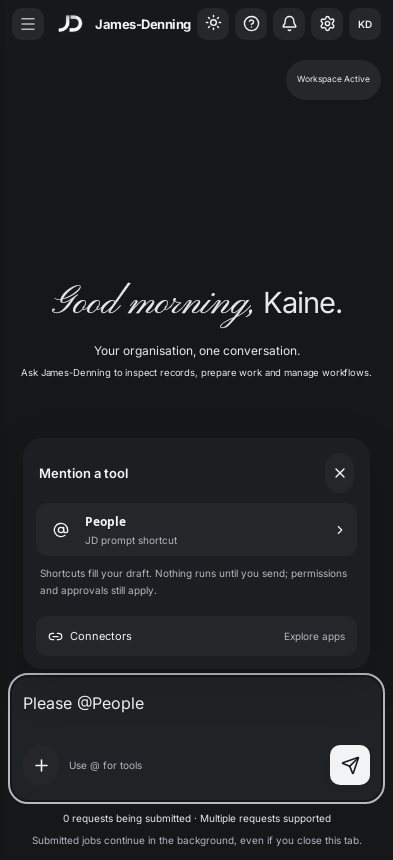 JD James-Denning KD
Workspace Active
Good morning, Kaine.
Your organisation, one conversation.
Ask James-Denning to inspect records, prepare work and manage workflows.
Mention a tool
@ People
JD prompt shortcut
Shortcuts fill your draft. Nothing runs until you send; permissions
and approvals still apply.
Connectors Explore apps
Please @People
Use @ for tools
0 requests being submitted · Multiple requests supported
Submitted jobs continue in the background, even if you close this tab.